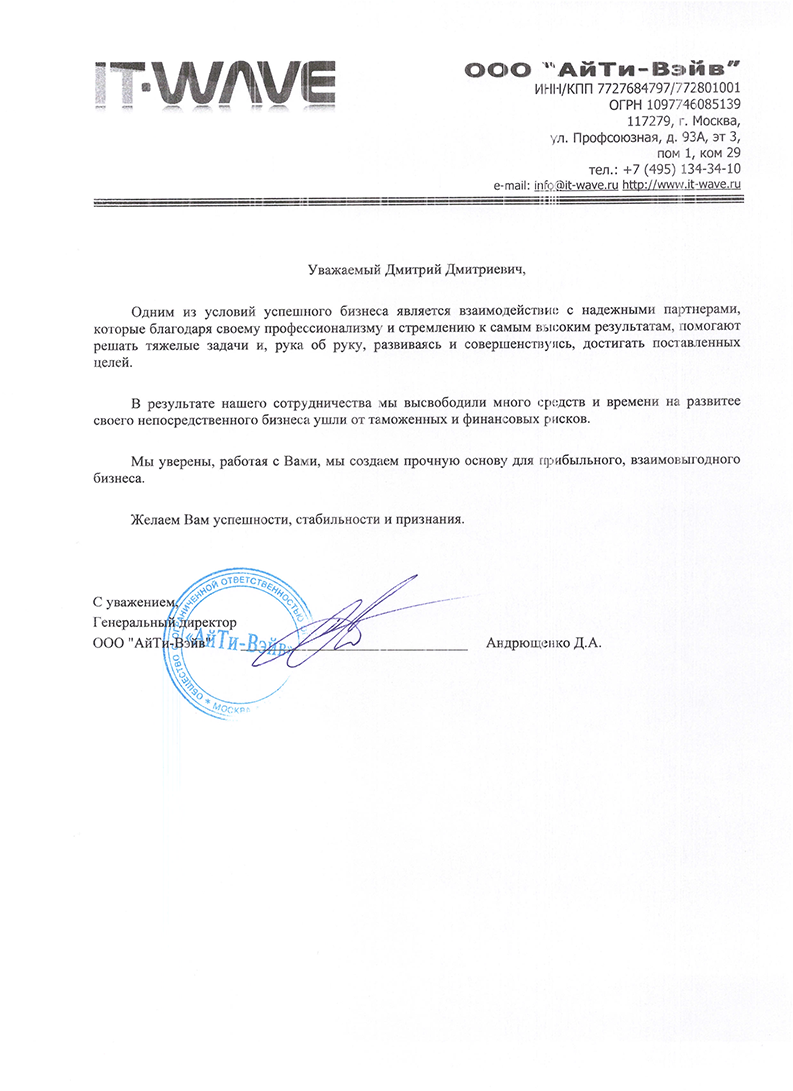 IT-WAVE
ООО "АйТи-Вэйв"
ИНН/КПП 7727684797/772801001
ОГРН 1097746085139
117279, г. Москва,
ул. Профсоюзная, д. 93А, эт 3,
пом 1, ком 29
тел.: +7 (495) 134-34-10
e-mail: info@it-wave.ru http://www.it-wave.ru
Уважаемый Дмитрий Дмитриевич,
Одним из условий успешного бизнеса является взаимодействие с надежными партнерами,
которые благодаря своему профессионализму и стремлению к самым высоким результатам, помогают
решать тяжелые задачи и, рука об руку, развиваясь и совершенствуясь, достигать поставленных
целей.
В результате нашего сотрудничества мы высвободили много средств и времени на развитее
своего непосредственного бизнеса ушли от таможенных и финансовых рисков.
Мы уверены, работая с Вами, мы создаем прочную основу для прибыльного, взаимовыгодного
бизнеса.
Желаем Вам успешности, стабильности и признания.
С уважением,
Генеральный директор
ООО "АйТи-Вэйв" Андрющенко Д.А.
ОБЩЕСТВО С ОГРАНИЧЕННОЙ ОТВЕТСТВЕННОСТЬЮ
«АйТи-Вэйв»
* МОСКВА